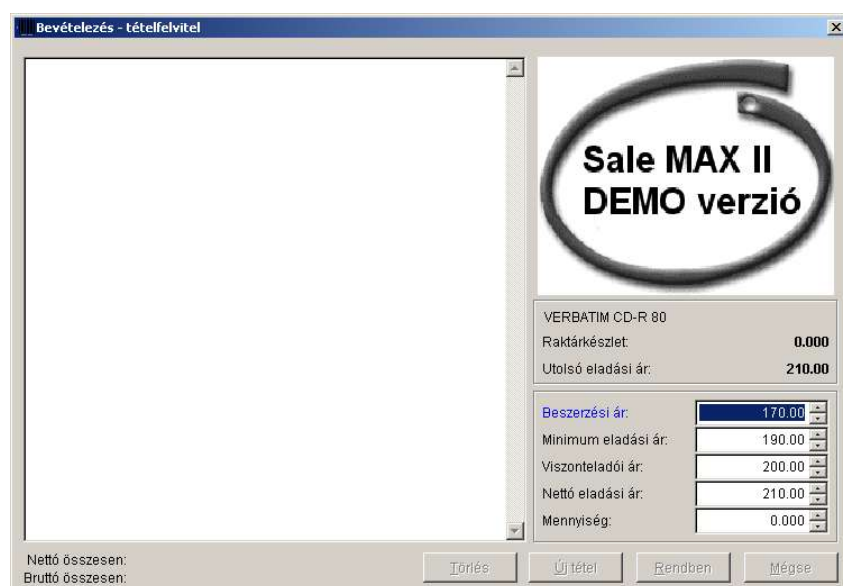 Bevételezés - tételfelvitel
Sale MAX II
DEMO verzió
VERBATIM CD-R 80
Raktárkészlet: 0.000
Utolsó eladási ár: 210.00
Beszerzési ár: 170.00
Minimum eladási ár: 190.00
Viszonteladói ár: 200.00
Nettó eladási ár: 210.00
Mennyiség: 0.000
Nettó összesen:
Bruttó összesen:
Törlés Új tétel Rendben Mégse